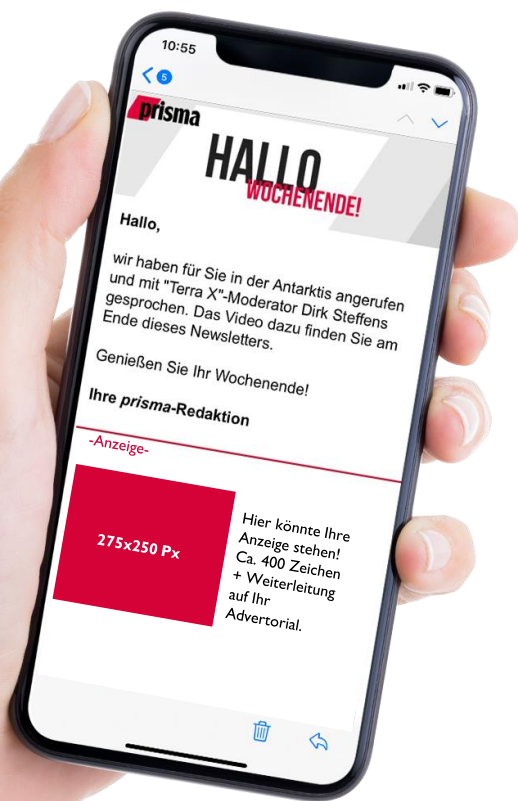 10:55
5
prisma
HALLO
WOCHENENDE!
Hallo,
wir haben für Sie in der Antarktis angerufen
und mit "Terra X"-Moderator Dirk Steffens
gesprochen. Das Video dazu finden Sie am
Ende dieses Newsletters.
Genießen Sie Ihr Wochenende!
Ihre prisma-Redaktion
-Anzeige-
275x250 Px
Hier könnte Ihre
Anzeige stehen!
Ca. 400 Zeichen
+ Weiterleitung
auf Ihr
Advertorial.